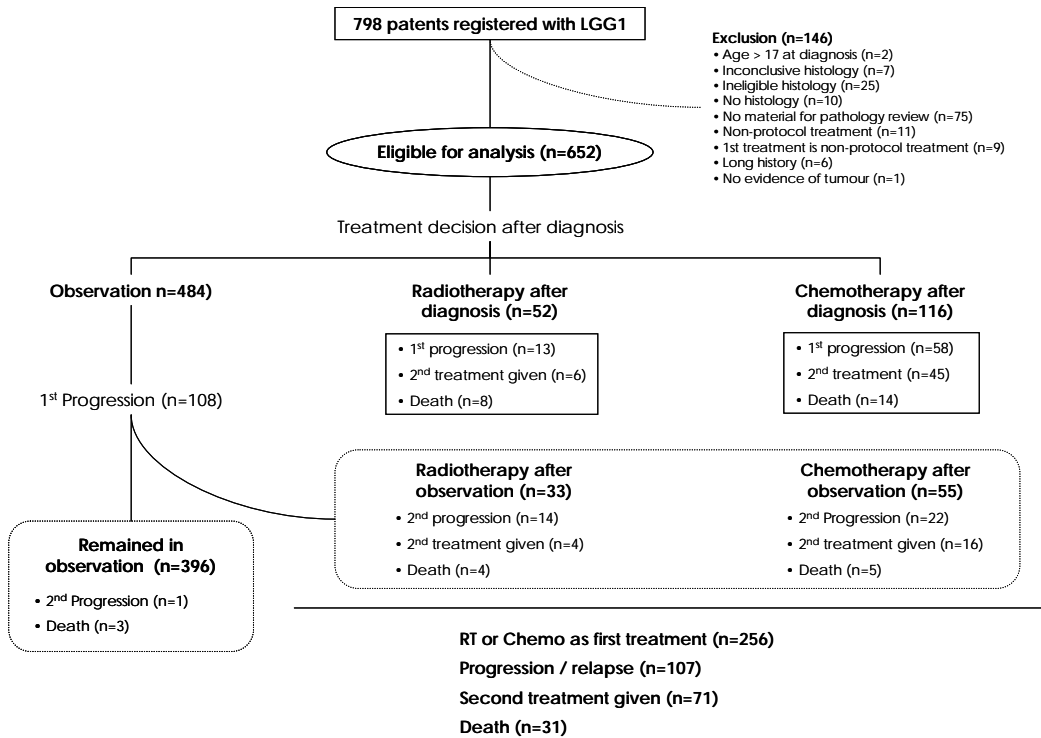 798 patents registered with LGG1
Exclusion (n=146)
• Age > 17 at diagnosis (n=2)
• Inconclusive histology (n=7)
• Ineligible histology (n=25)
• No histology (n=10)
• No material for pathology review (n=75)
• Non-protocol treatment (n=11)
• 1st treatment is non-protocol treatment (n=9)
• Long history (n=6)
• No evidence of tumour (n=1)
Eligible for analysis (n=652)
Treatment decision after diagnosis
Observation n=484)
Radiotherapy after
diagnosis (n=52)
• 1st progression (n=13)
• 2nd treatment given (n=6)
• Death (n=8)
Chemotherapy after
diagnosis (n=116)
• 1st progression (n=58)
• 2nd treatment (n=45)
• Death (n=14)
1st Progression (n=108)
Radiotherapy after
observation (n=33)
• 2nd progression (n=14)
• 2nd treatment given (n=4)
• Death (n=4)
Chemotherapy after
observation (n=55)
• 2nd Progression (n=22)
• 2nd treatment given (n=16)
• Death (n=5)
Remained in
observation (n=396)
• 2nd Progression (n=1)
• Death (n=3)
RT or Chemo as first treatment (n=256)
Progression / relapse (n=107)
Second treatment given (n=71)
Death (n=31)